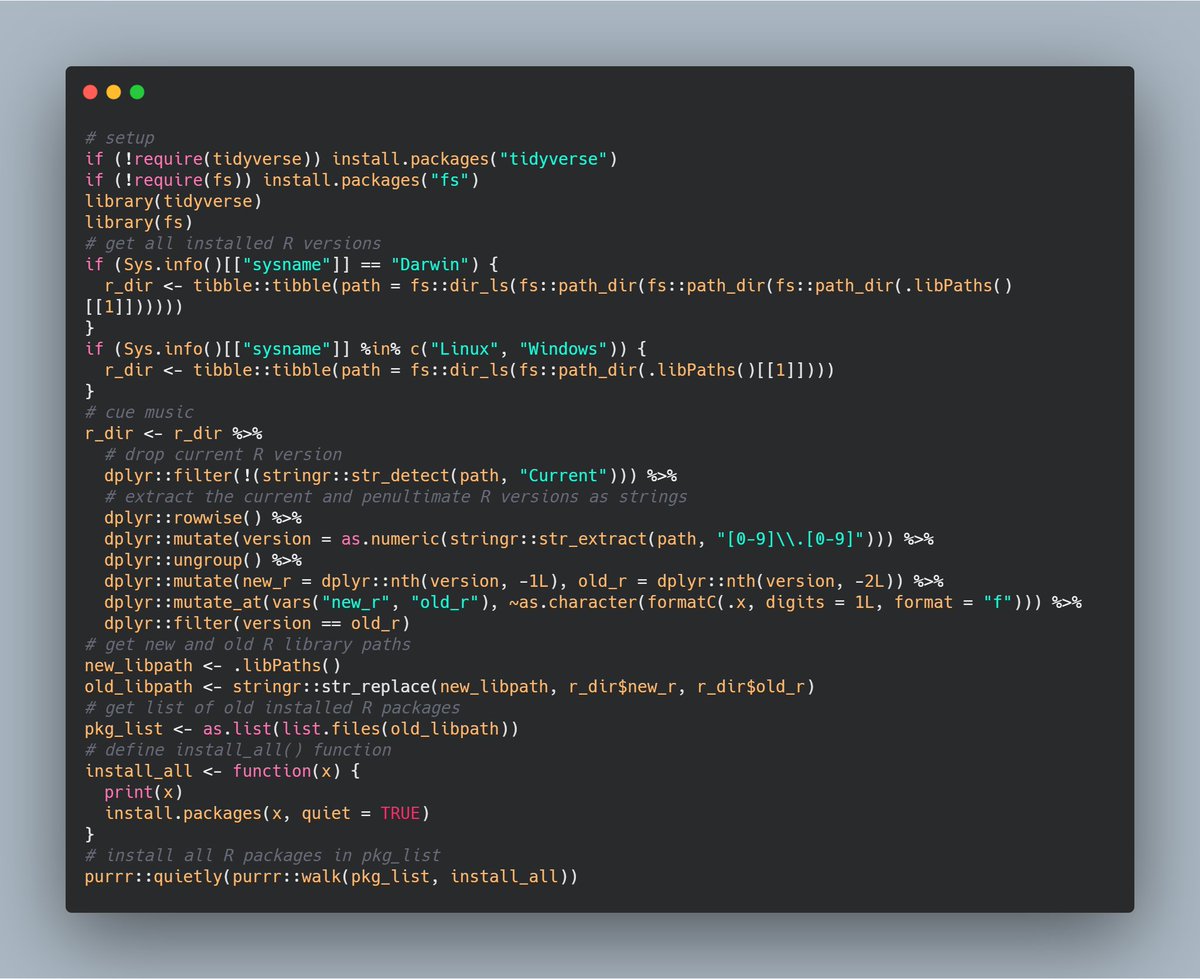 # setup
if (!require(tidyverse)) install.packages("tidyverse")
if (!require(fs)) install.packages("fs")
library(tidyverse)
library(fs)
# get all installed R versions
if (Sys.info()[["sysname"]] == "Darwin") {
  r_dir <- tibble::tibble(path = fs::dir_ls(fs::path_dir(fs::path_dir(fs::path_dir(.libPaths()
[[1]])))))
}
if (Sys.info()[["sysname"]] %in% c("Linux", "Windows")) {
  r_dir <- tibble::tibble(path = fs::dir_ls(fs::path_dir(.libPaths()[[1]])))
}
# cue music
r_dir <- r_dir %>%
  # drop current R version
  dplyr::filter(!(stringr::str_detect(path, "Current"))) %>%
  # extract the current and penultimate R versions as strings
  dplyr::rowwise() %>%
  dplyr::mutate(version = as.numeric(stringr::str_extract(path, "[0-9]\\.[0-9]"))) %>%
  dplyr::ungroup() %>%
  dplyr::mutate(new_r = dplyr::nth(version, -1L), old_r = dplyr::nth(version, -2L)) %>%
  dplyr::mutate_at(vars("new_r", "old_r"), ~as.character(formatC(.x, digits = 1L, format = "f"))) %>%
  dplyr::filter(version == old_r)
# get new and old R library paths
new_libpath <- .libPaths()
old_libpath <- stringr::str_replace(new_libpath, r_dir$new_r, r_dir$old_r)
# get list of old installed R packages
pkg_list <- as.list(list.files(old_libpath))
# define install_all() function
install_all <- function(x) {
  print(x)
  install.packages(x, quiet = TRUE)
}
# install all R packages in pkg_list
purrr::quietly(purrr::walk(pkg_list, install_all))